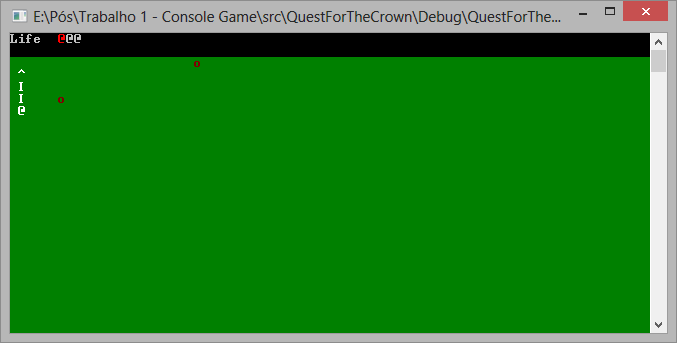 E:\Pós\Trabalho 1 - Console Game\src\QuestForTheCrown\Debug\QuestForThe...
Life @@@
o
^
I
I o
@